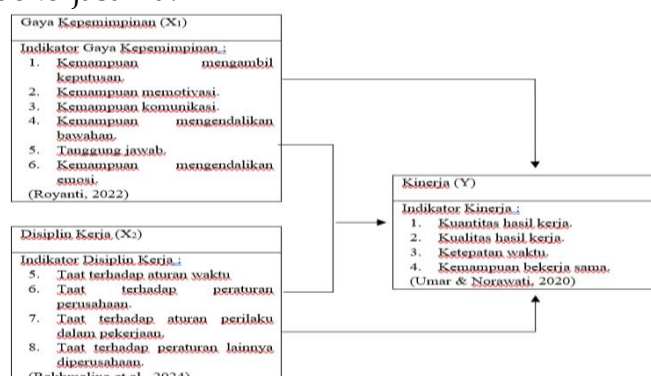 Gaya Kepemimpinan (X1)
Indikator Gaya Kepemimpinan :
1. Kemampuan mengambil
keputusan.
2. Kemampuan memotivasi.
3. Kemampuan komunikasi.
4. Kemampuan mengendalikan
bawahan.
5. Tanggung jawab.
6. Kemampuan mengendalikan
emosi.
(Royanti, 2022)
Kinerja (Y)
Indikator Kinerja :
1. Kuantitas hasil kerja.
2. Kualitas hasil kerja.
3. Ketepatan waktu.
4. Kemampuan bekerja sama.
(Umar & Norawati, 2020)
Disiplin Kerja (X2)
Indikator Disiplin Kerja :
5. Taat terhadap aturan waktu
6. Taat terhadap peraturan
perusahaan.
7. Taat terhadap aturan perilaku
dalam pekerjaan.
8. Taat terhadap peraturan lainnya
diperusahaan.